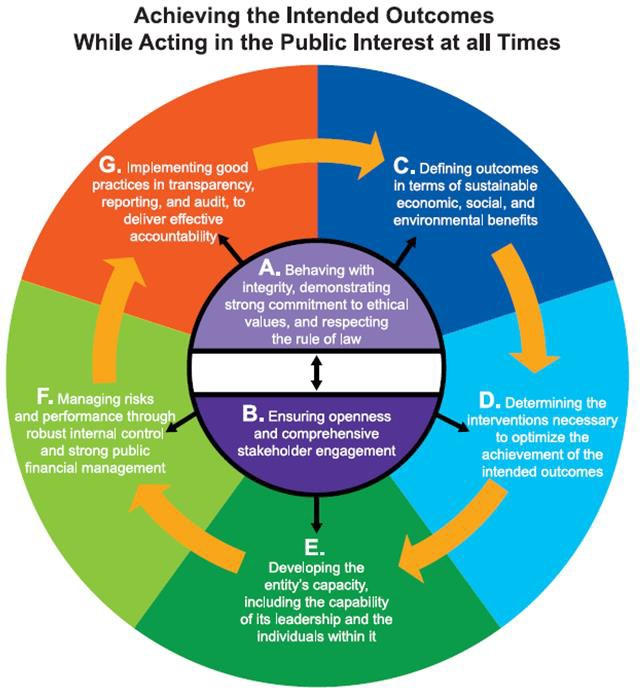 Achieving the Intended Outcomes
While Acting in the Public Interest at all Times
G. Implementing good
practices in transparency,
reporting, and audit, to
deliver effective
accountability
C. Defining outcomes
in terms of sustainable
economic, social, and
environmental benefits
A. Behaving with
integrity, demonstrating
strong commitment to ethical
values, and respecting
the rule of law
B. Ensuring openness
and comprehensive
stakeholder engagement
F. Managing risks
and performance through
robust internal control
and strong public
financial management
D. Determining the
interventions necessary
to optimize the
achievement of the
intended outcomes
E.
Developing the
entity's capacity,
including the capability
of its leadership and the
individuals within it